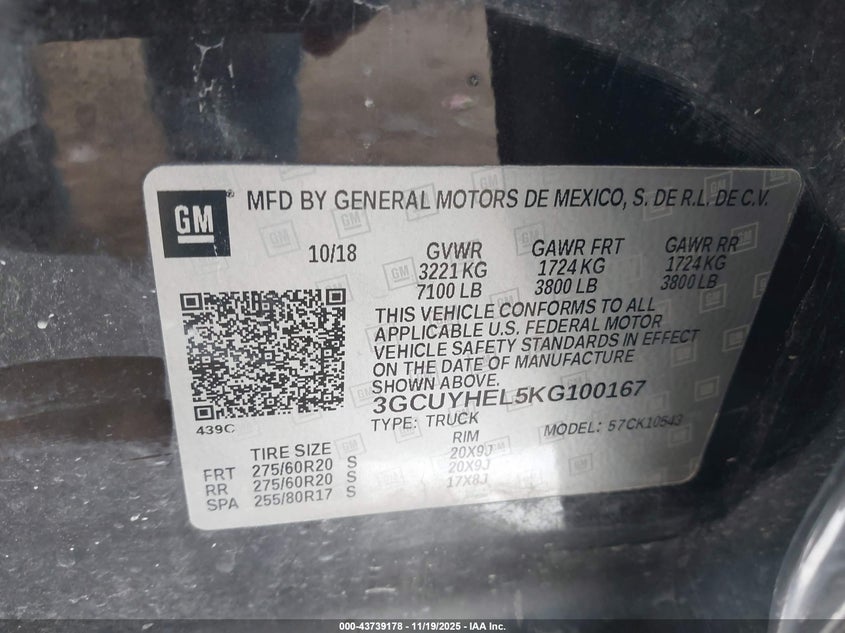 GM
®
MFD BY GENERAL MOTORS DE MEXICO, S. DE R.L. DE C.V.
10/18 GVWR GAWR FRT GAWR RR
3221 KG 1724 KG 1724 KG
7100 LB 3800 LB 3800 LB
THIS VEHICLE CONFORMS TO ALL
APPLICABLE U.S. FEDERAL MOTOR
VEHICLE SAFETY STANDARDS IN EFFECT
ON THE DATE OF MANUFACTURE
SHOWN ABOVE.
3GCUYHEL5KG100167
TYPE: TRUCK MODEL: 57CK10543
439C
TIRE SIZE RIM
FRT 275/60R20 S 20X9J
RR 275/60R20 S 20X9J
SPA 255/80R17 S 17X8J
000-43739178 - 11/19/2025 - IAA Inc.